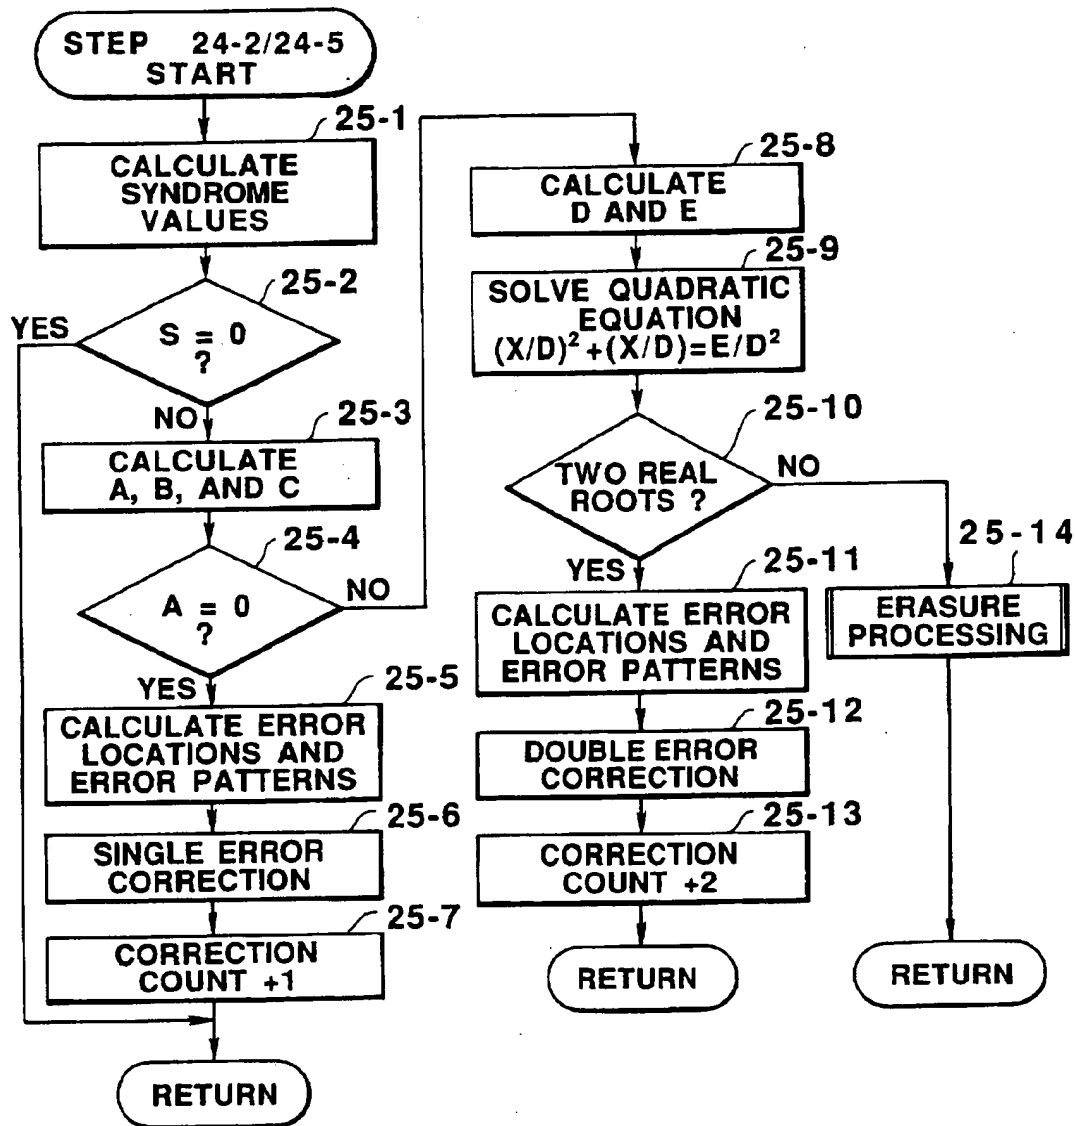 STEP 24-2/24-5
START
25-1
CALCULATE
SYNDROME
VALUES
25-2
YES
S = 0
?
NO
25-3
CALCULATE
A, B, AND C
25-4
NO
A = 0
?
YES
25-5
CALCULATE ERROR
LOCATIONS AND
ERROR PATTERNS
25-6
SINGLE ERROR
CORRECTION
25-7
CORRECTION
COUNT +1
RETURN
25-8
CALCULATE
D AND E
25-9
SOLVE QUADRATIC
EQUATION
(X/D)²+(X/D)=E/D²
25-10
TWO REAL
ROOTS ?
NO
YES
25-11
CALCULATE ERROR
LOCATIONS AND
ERROR PATTERNS
25-12
DOUBLE ERROR
CORRECTION
25-13
CORRECTION
COUNT +2
RETURN
25-14
ERASURE
PROCESSING
RETURN